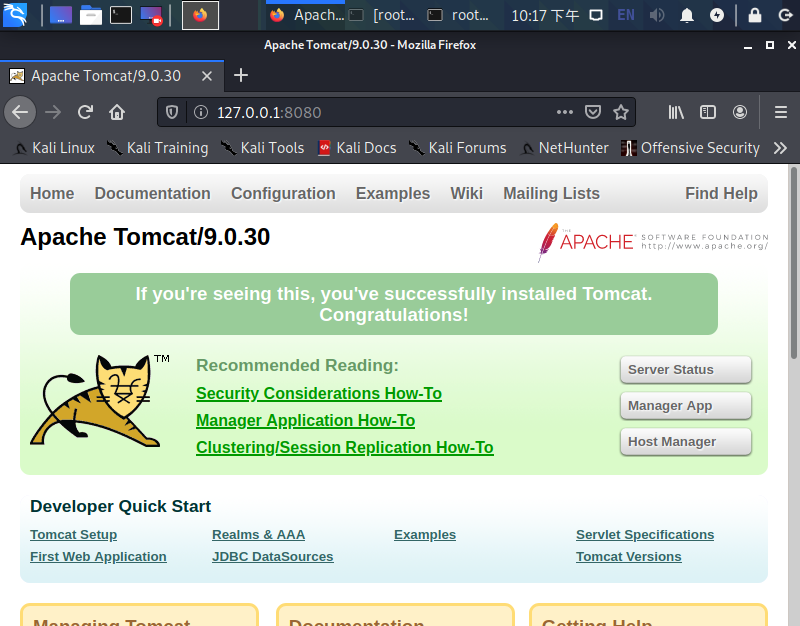 Apach...
[root...
root...
10:17 下午
EN
Apache Tomcat/9.0.30 - Mozilla Firefox
Apache Tomcat/9.0.30
127.0.0.1:8080
Kali Linux
Kali Training
Kali Tools
Kali Docs
Kali Forums
NetHunter
Offensive Security
Home
Documentation
Configuration
Examples
Wiki
Mailing Lists
Find Help
Apache Tomcat/9.0.30
THE
APACHE
SOFTWARE FOUNDATION
http://www.apache.org/
If you're seeing this, you've successfully installed Tomcat.
Congratulations!
TM
Recommended Reading:
Security Considerations How-To
Manager Application How-To
Clustering/Session Replication How-To
Server Status
Manager App
Host Manager
Developer Quick Start
Tomcat Setup
Realms & AAA
Examples
Servlet Specifications
First Web Application
JDBC DataSources
Tomcat Versions
Managing Tomcat
Documentation
Getting Help